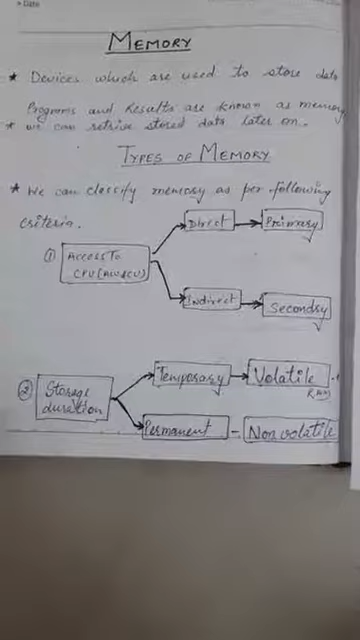 Date
MEMORY
* Devices which are used to store data
Programs and Results are known as memory
* we can retrive stored data later on.
TYPES OF MEMORY
* We can classify memory as per following
criteria.
Direct
Primary
① ACCESS TO
CPU (ALU&CU)
Indirect
Secondry
② Storage
duration
Temporary
Volatile
Permanent
Non volatile